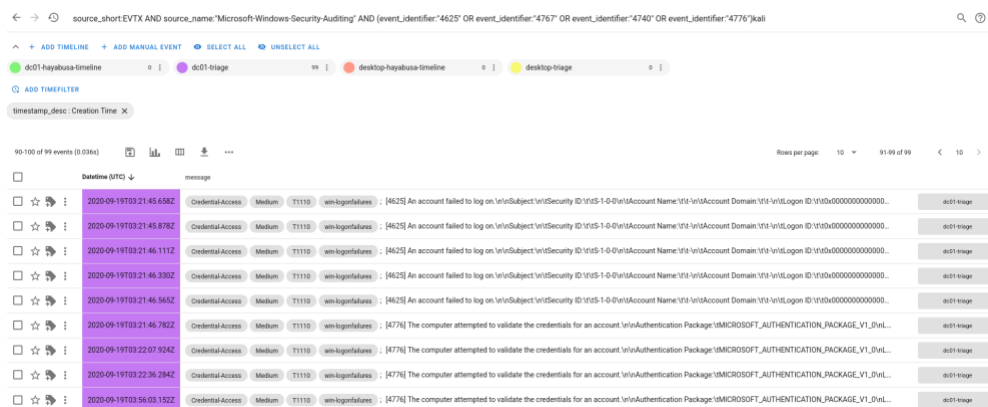 source_short:EVTX AND source_name:"Microsoft-Windows-Security-Auditing" AND (event_identifier:"4625" OR event_identifier:"4767" OR event_identifier:"4740" OR event_identifier:"4776")kali
+ ADD TIMELINE + ADD MANUAL EVENT SELECT ALL UNSELECT ALL
dc01-hayabusa-timeline 0 dc01-triage 99 desktop-hayabusa-timeline 0 desktop-triage 0
ADD TIMEFILTER
timestamp_desc : Creation Time ✕
90-100 of 99 events (0.036s) Rows per page: 10 91-99 of 99 10
Datetime (UTC) message
2020-09-19T03:21:45.658Z Credential-Access Medium T1110 win-logonfailures ; [4625] An account failed to log on.\n\nSubject:\n\tSecurity ID:\t\tS-1-0-0\n\tAccount Name:\t\t-\n\tAccount Domain:\t\t-\n\tLogon ID:\t\t0x0000000000000... dc01-triage
2020-09-19T03:21:45.878Z Credential-Access Medium T1110 win-logonfailures ; [4625] An account failed to log on.\n\nSubject:\n\tSecurity ID:\t\tS-1-0-0\n\tAccount Name:\t\t-\n\tAccount Domain:\t\t-\n\tLogon ID:\t\t0x0000000000000... dc01-triage
2020-09-19T03:21:46.111Z Credential-Access Medium T1110 win-logonfailures ; [4625] An account failed to log on.\n\nSubject:\n\tSecurity ID:\t\tS-1-0-0\n\tAccount Name:\t\t-\n\tAccount Domain:\t\t-\n\tLogon ID:\t\t0x0000000000000... dc01-triage
2020-09-19T03:21:46.330Z Credential-Access Medium T1110 win-logonfailures ; [4625] An account failed to log on.\n\nSubject:\n\tSecurity ID:\t\tS-1-0-0\n\tAccount Name:\t\t-\n\tAccount Domain:\t\t-\n\tLogon ID:\t\t0x0000000000000... dc01-triage
2020-09-19T03:21:46.565Z Credential-Access Medium T1110 win-logonfailures ; [4625] An account failed to log on.\n\nSubject:\n\tSecurity ID:\t\tS-1-0-0\n\tAccount Name:\t\t-\n\tAccount Domain:\t\t-\n\tLogon ID:\t\t0x0000000000000... dc01-triage
2020-09-19T03:21:46.782Z Credential-Access Medium T1110 win-logonfailures ; [4776] The computer attempted to validate the credentials for an account.\n\nAuthentication Package:\tMICROSOFT_AUTHENTICATION_PACKAGE_V1_0\nL... dc01-triage
2020-09-19T03:22:07.924Z Credential-Access Medium T1110 win-logonfailures ; [4776] The computer attempted to validate the credentials for an account.\n\nAuthentication Package:\tMICROSOFT_AUTHENTICATION_PACKAGE_V1_0\nL... dc01-triage
2020-09-19T03:22:36.284Z Credential-Access Medium T1110 win-logonfailures ; [4776] The computer attempted to validate the credentials for an account.\n\nAuthentication Package:\tMICROSOFT_AUTHENTICATION_PACKAGE_V1_0\nL... dc01-triage
2020-09-19T03:56:03.152Z Credential-Access Medium T1110 win-logonfailures ; [4776] The computer attempted to validate the credentials for an account.\n\nAuthentication Package:\tMICROSOFT_AUTHENTICATION_PACKAGE_V1_0\nL... dc01-triage